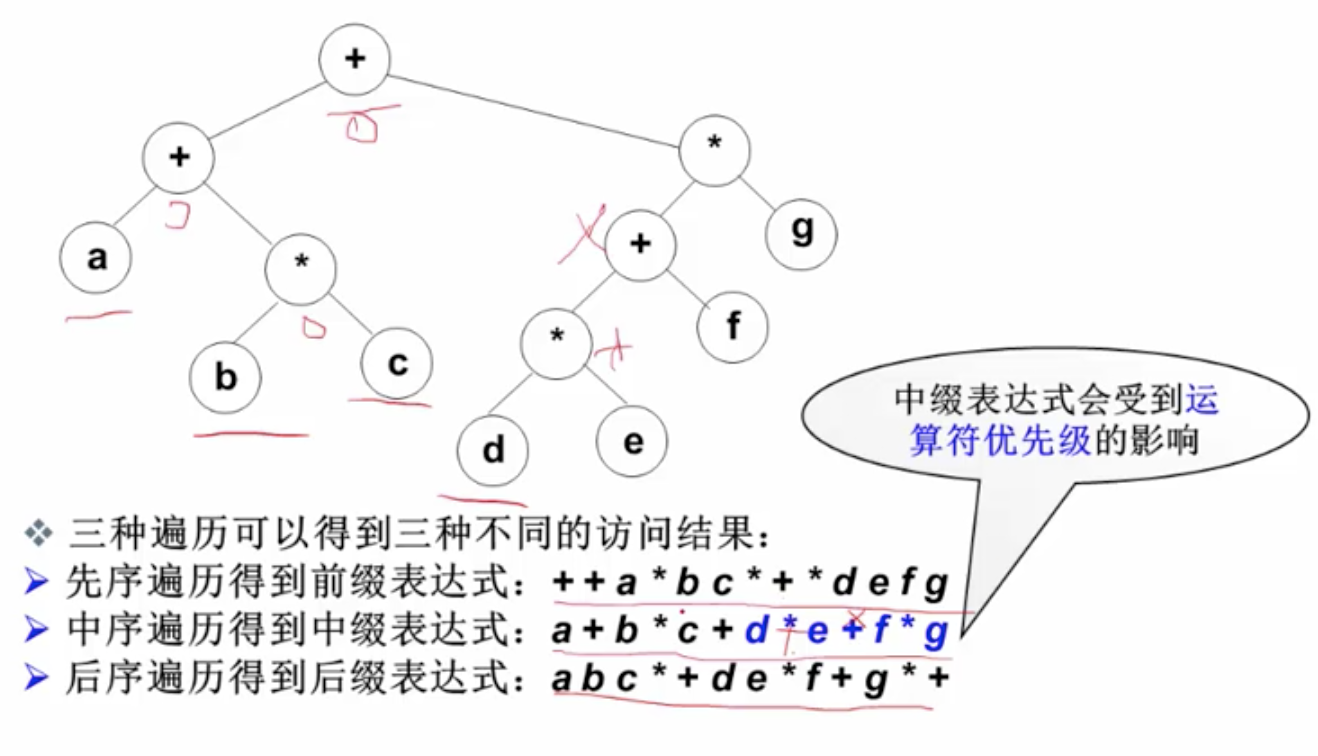 +
+
*
a
*
+
g
b
c
*
f
d
e
中缀表达式会受到运
算符优先级的影响
❖ 三种遍历可以得到三种不同的访问结果：
➢ 先序遍历得到前缀表达式：+ + a * b c * + * d e f g
➢ 中序遍历得到中缀表达式：a + b * c + d * e + f * g
➢ 后序遍历得到后缀表达式：a b c * + d e * f + g * +